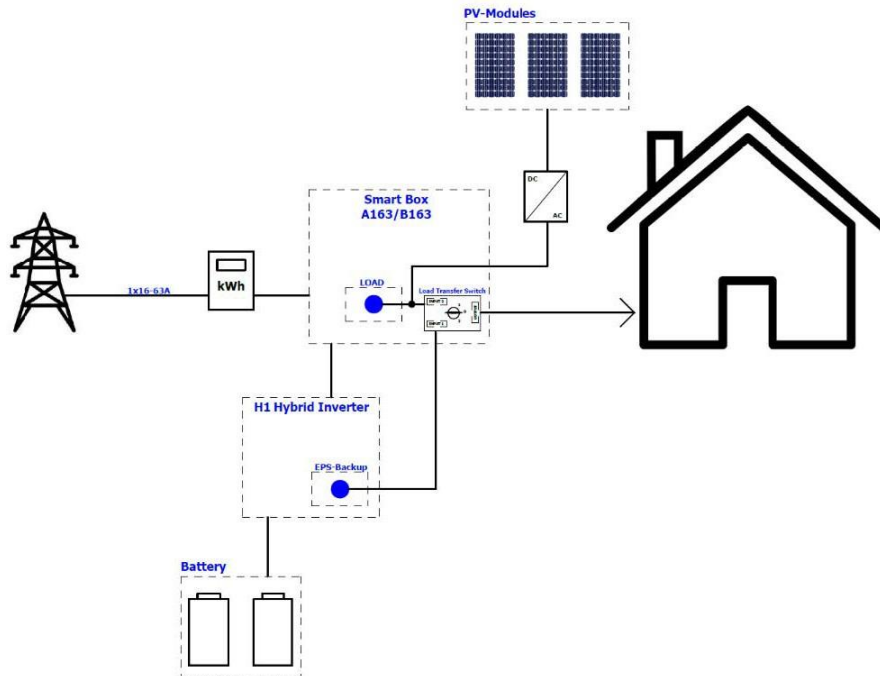 PV-Modules
DC
AC
Smart Box
A163/B163
kWh
1x16-63A
LOAD
Load Transfer Switch
H1 Hybrid Inverter
EPS-Backup
Battery